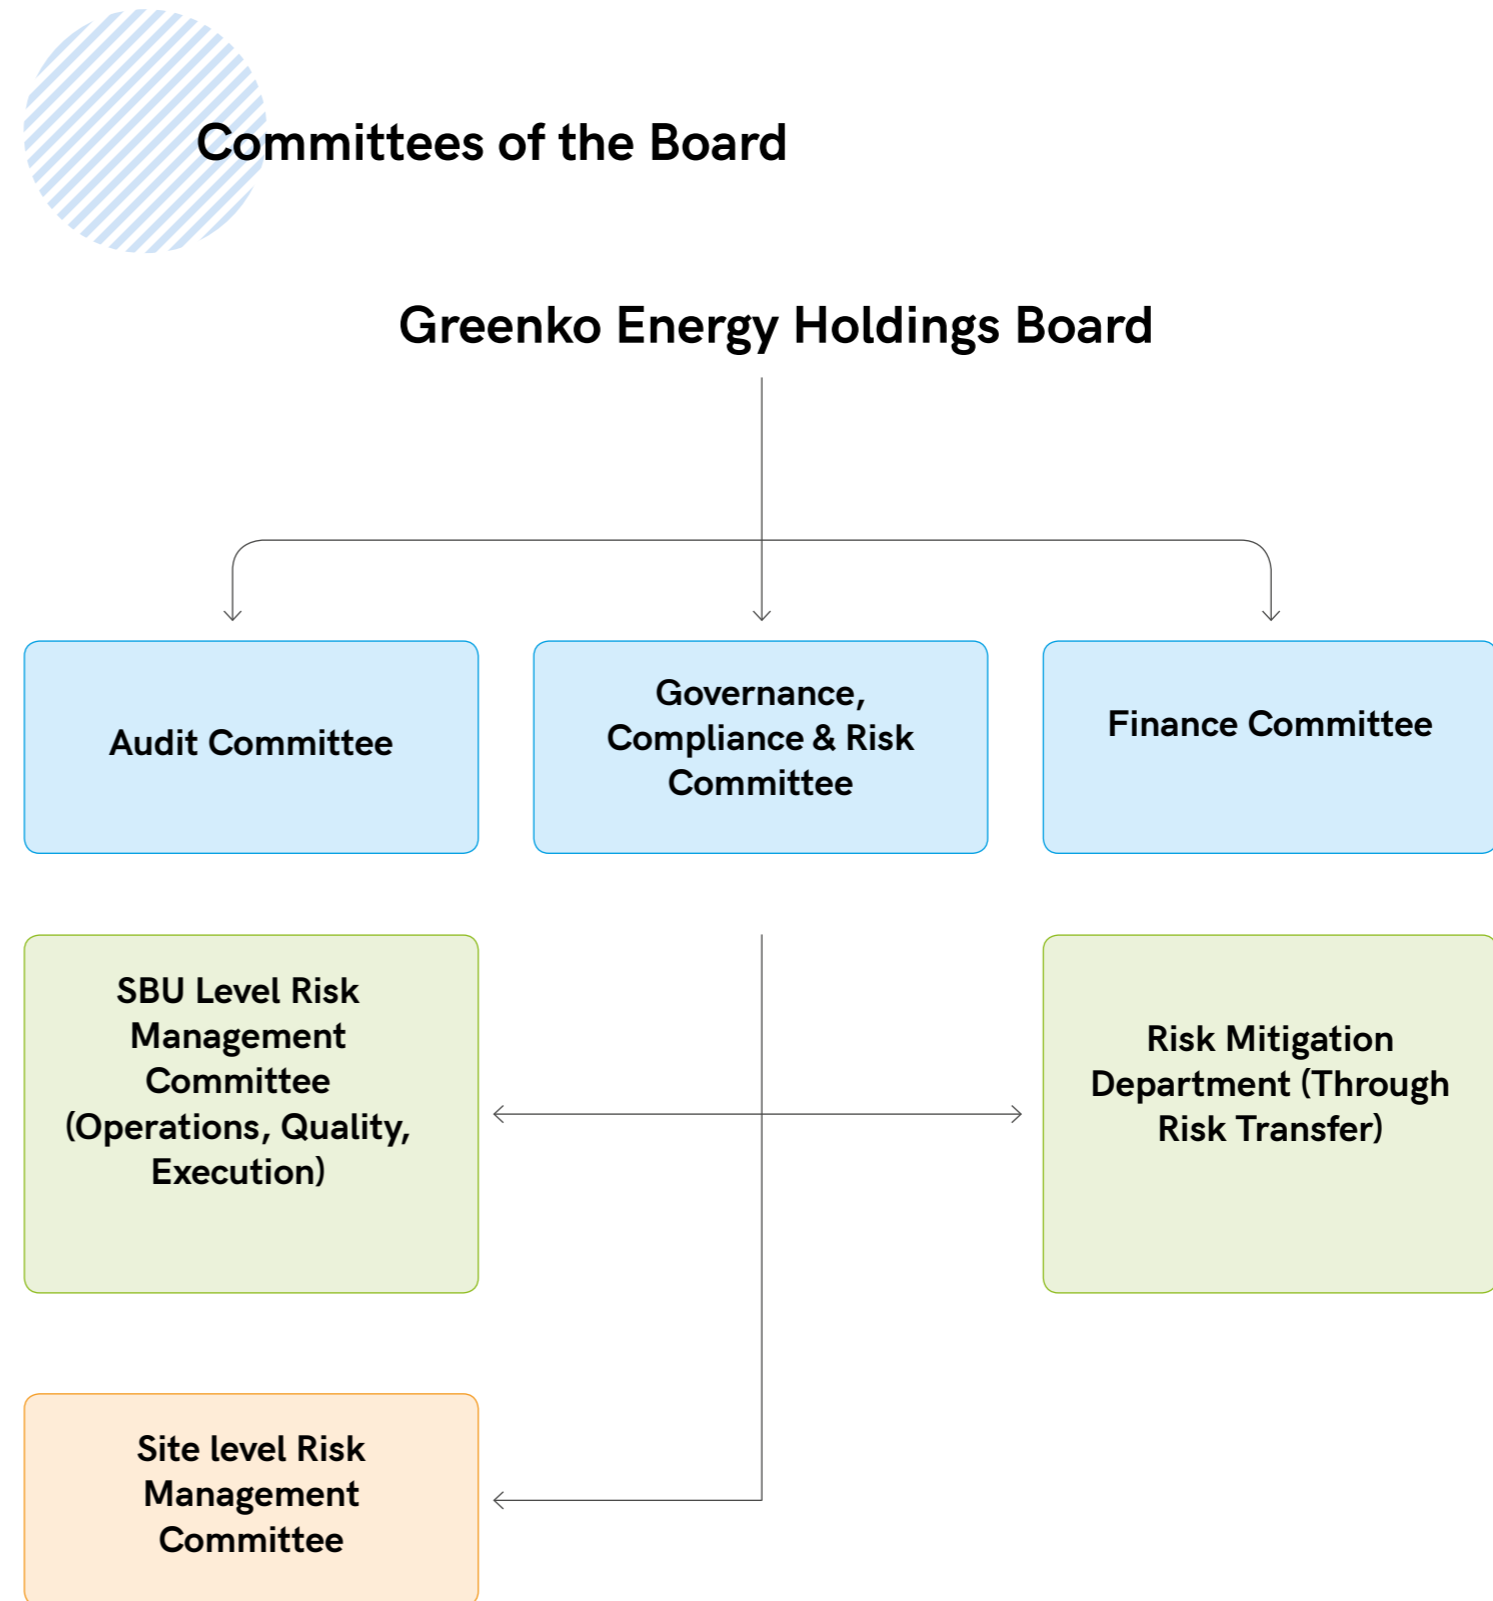 Committees of the Board
Greenko Energy Holdings Board
Audit Committee
Governance,
Compliance & Risk
Committee
Finance Committee
SBU Level Risk
Management
Committee
(Operations, Quality,
Execution)
Risk Mitigation
Department (Through
Risk Transfer)
Site level Risk
Management
Committee